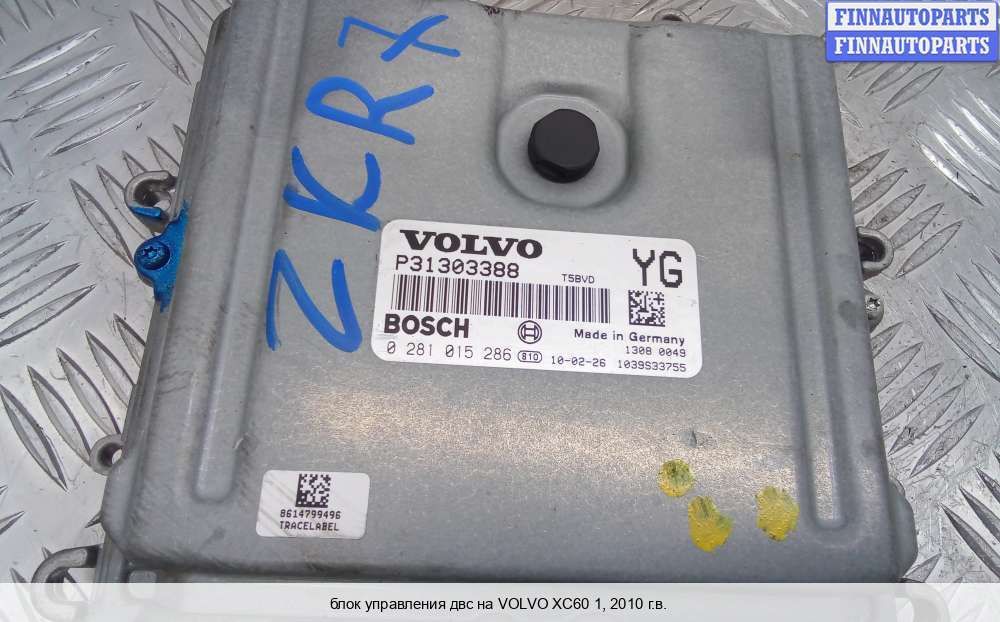 FINNAUTOPARTS
FINNAUTOPARTS
ZKR7
VOLVO
P31303388
T5BVD
YG
BOSCH
Made in Germany
0 281 015 286
810
10-02-26
1308 0049
1039S33755
8614799496
TRACELABEL
блок управления двс на VOLVO XC60 1, 2010 г.в.